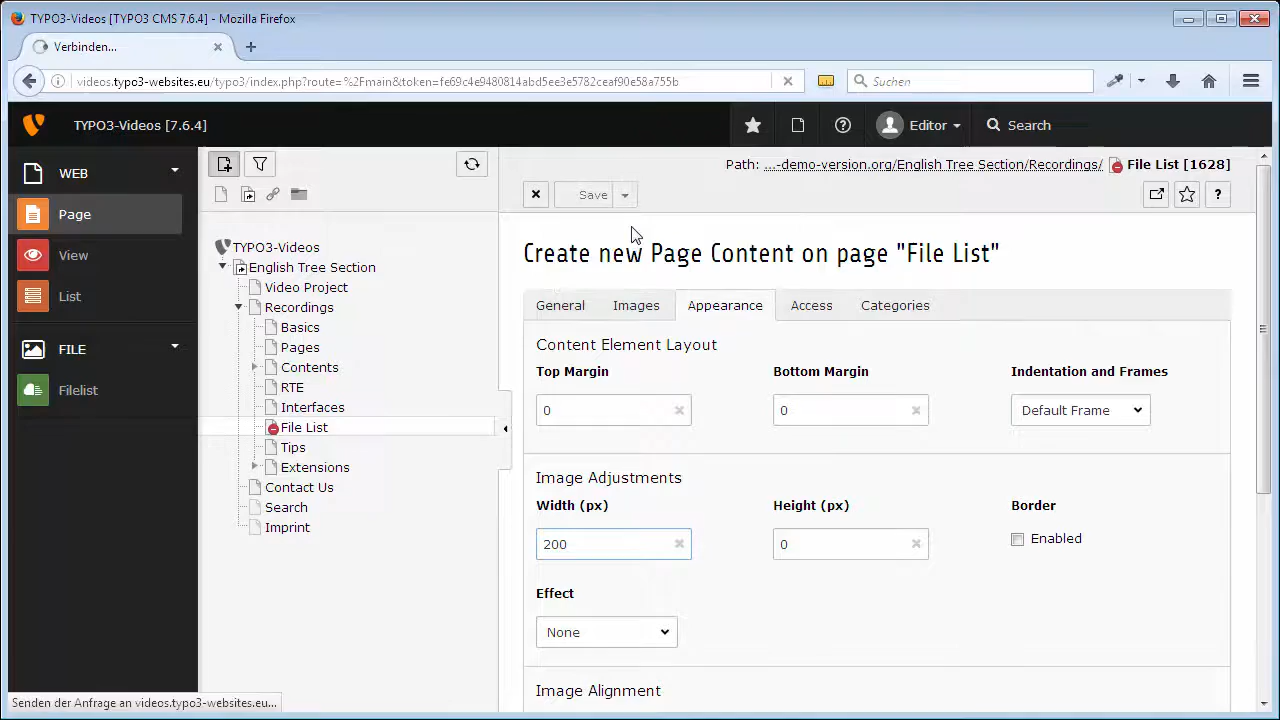 TYPO3-Videos [TYPO3 CMS 7.6.4] - Mozilla Firefox
Verbinden...
videos.typo3-websites.eu/typo3/index.php?route=%2Fmain&token=fe69c4e9480814abd5ee3e5782ceaf90e58a755b
Suchen
TYPO3-Videos [7.6.4]
Editor
Search
WEB
Page
View
List
FILE
Filelist
TYPO3-Videos
English Tree Section
Video Project
Recordings
Basics
Pages
Contents
RTE
Interfaces
File List
Tips
Extensions
Contact Us
Search
Imprint
Path: ...-demo-version.org/English Tree Section/Recordings/ File List [1628]
Save
?
Create new Page Content on page "File List"
General Images Appearance Access Categories
Content Element Layout
Top Margin Bottom Margin Indentation and Frames
0 0 Default Frame
Image Adjustments
Width (px) Height (px) Border
200 0 Enabled
Effect
None
Image Alignment
Senden der Anfrage an videos.typo3-websites.eu...